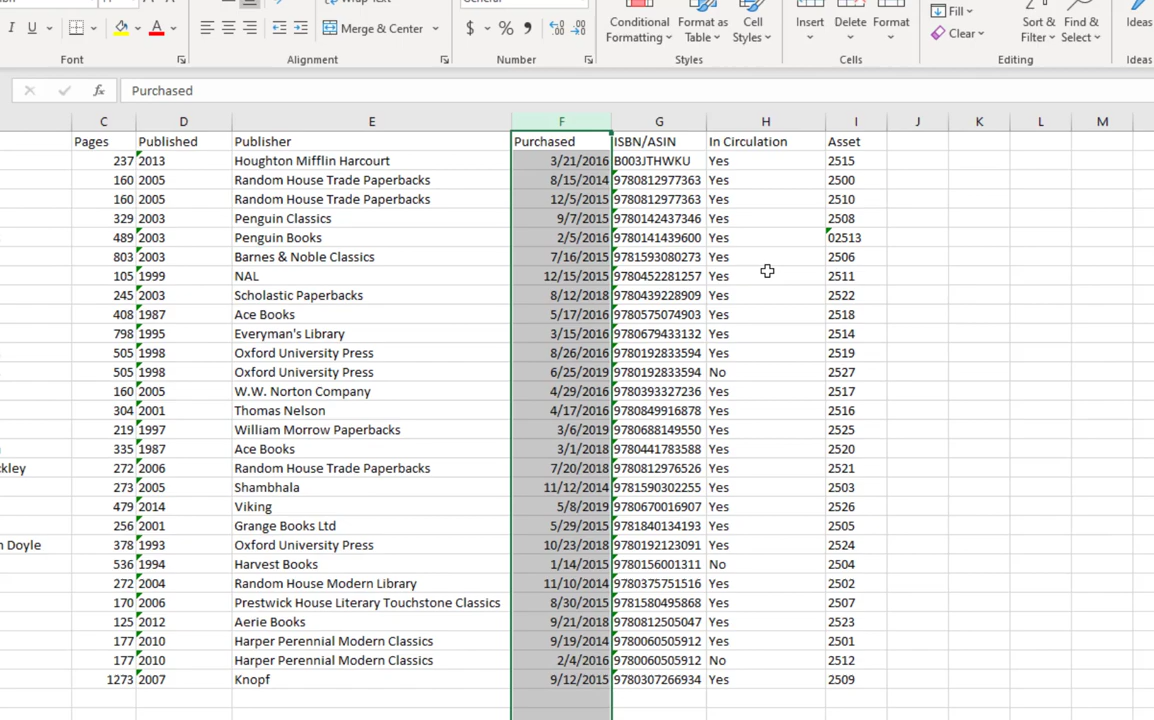 General
I U A Merge & Center $ % , Conditional Formatting Format as Table Cell Styles Insert Delete Format Fill Clear Sort & Filter Find & Select Ideas
Font Alignment Number Styles Cells Editing Ideas
fx Purchased
C D E F G H I J K L M
Pages Published Publisher Purchased ISBN/ASIN In Circulation Asset
237 2013 Houghton Mifflin Harcourt 3/21/2016 B003JTHWKU Yes 2515
160 2005 Random House Trade Paperbacks 8/15/2014 9780812977363 Yes 2500
160 2005 Random House Trade Paperbacks 12/5/2015 9780812977363 Yes 2510
329 2003 Penguin Classics 9/7/2015 9780142437346 Yes 2508
489 2003 Penguin Books 2/5/2016 9780141439600 Yes 02513
803 2003 Barnes & Noble Classics 7/16/2015 9781593080273 Yes 2506
105 1999 NAL 12/15/2015 9780452281257 Yes 2511
245 2003 Scholastic Paperbacks 8/12/2018 9780439228909 Yes 2522
408 1987 Ace Books 5/17/2016 9780575074903 Yes 2518
798 1995 Everyman's Library 3/15/2016 9780679433132 Yes 2514
505 1998 Oxford University Press 8/26/2016 9780192833594 Yes 2519
505 1998 Oxford University Press 6/25/2019 9780192833594 No 2527
160 2005 W.W. Norton Company 4/29/2016 9780393327236 Yes 2517
304 2001 Thomas Nelson 4/17/2016 9780849916878 Yes 2516
219 1997 William Morrow Paperbacks 3/6/2019 9780688149550 Yes 2525
335 1987 Ace Books 3/1/2018 9780441783588 Yes 2520
ckley 272 2006 Random House Trade Paperbacks 7/20/2018 9780812976526 Yes 2521
273 2005 Shambhala 11/12/2014 9781590302255 Yes 2503
479 2014 Viking 5/8/2019 9780670016907 Yes 2526
256 2001 Grange Books Ltd 5/29/2015 9781840134193 Yes 2505
n Doyle 378 1993 Oxford University Press 10/23/2018 9780192123091 Yes 2524
536 1994 Harvest Books 1/14/2015 9780156001311 No 2504
272 2004 Random House Modern Library 11/10/2014 9780375751516 Yes 2502
170 2006 Prestwick House Literary Touchstone Classics 8/30/2015 9781580495868 Yes 2507
125 2012 Aerie Books 9/21/2018 9780812505047 Yes 2523
177 2010 Harper Perennial Modern Classics 9/19/2014 9780060505912 Yes 2501
177 2010 Harper Perennial Modern Classics 2/4/2016 9780060505912 No 2512
1273 2007 Knopf 9/12/2015 9780307266934 Yes 2509